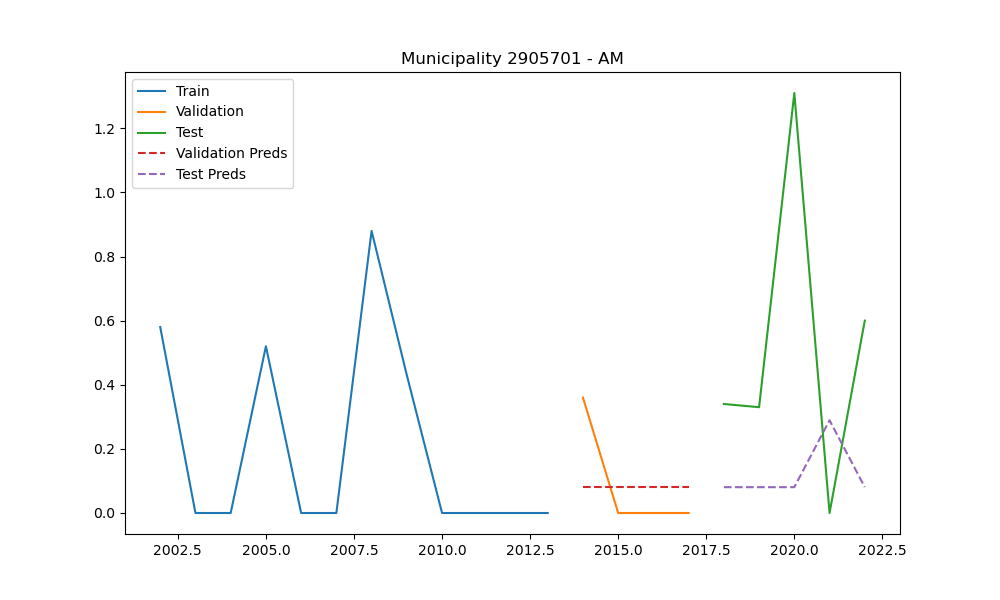 Municipality 2905701 - AM
Train
Validation
Test
Validation Preds
Test Preds
1.2
1.0
0.8
0.6
0.4
0.2
0.0
2002.5 2005.0 2007.5 2010.0 2012.5 2015.0 2017.5 2020.0 2022.5